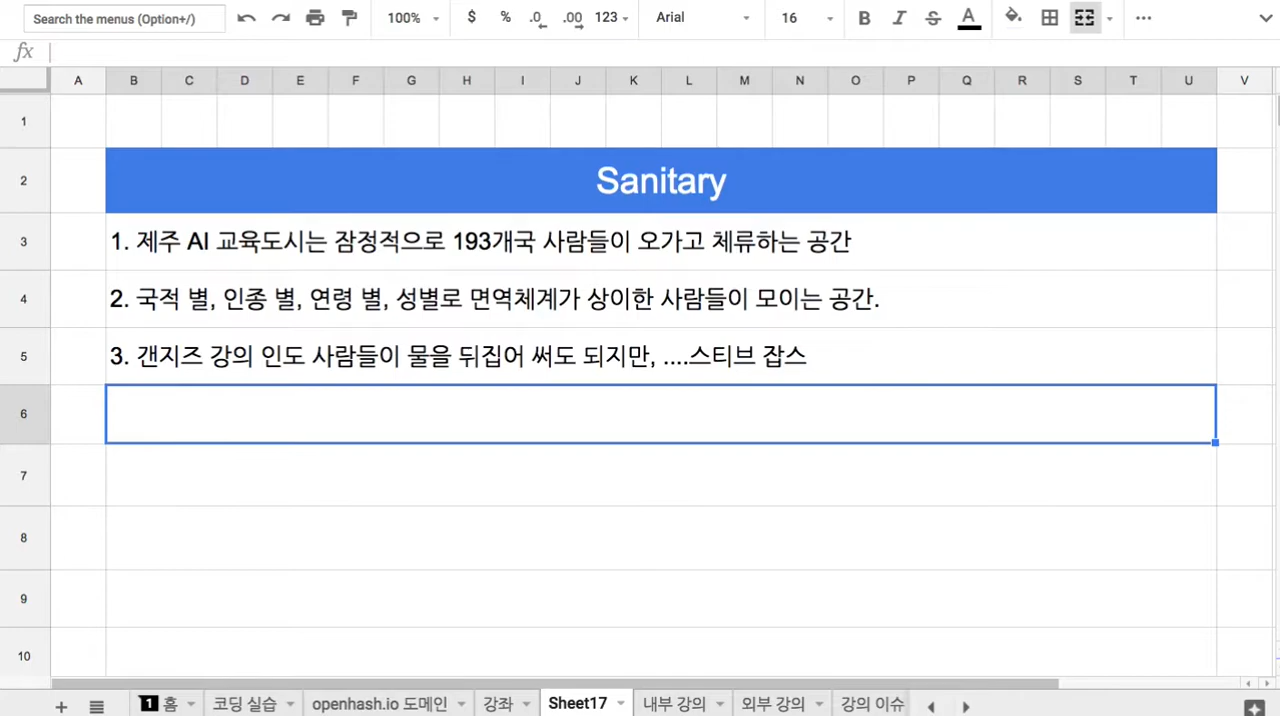 Search the menus (Option+/) 100% $ % .0 .00 123 Arial 16 B I S A
fx
A B C D E F G H I J K L M N O P Q R S T U V
1
2 Sanitary
3 1. 제주 AI 교육도시는 잠정적으로 193개국 사람들이 오가고 체류하는 공간
4 2. 국적 별, 인종 별, 연령 별, 성별로 면역체계가 상이한 사람들이 모이는 공간.
5 3. 갠지즈 강의 인도 사람들이 물을 뒤집어 써도 되지만, ....스티브 잡스
6
7
8
9
10
1 홈 코딩 실습 openhash.io 도메인 강좌 Sheet17 내부 강의 외부 강의 강의 이슈